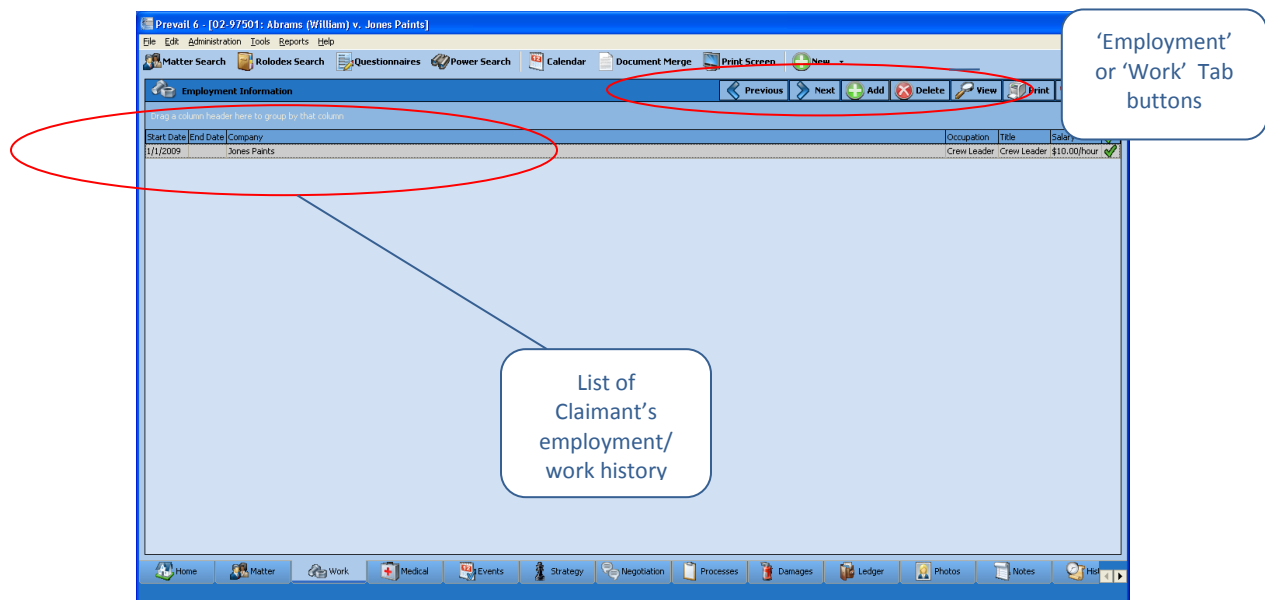 Prevail 6 - [02-97501: Abrams (William) v. Jones Paints]
File Edit Administration Tools Reports Help
Matter Search Rolodex Search Questionnaires Power Search Calendar Document Merge Print Screen New
‘Employment’
or ‘Work’ Tab
buttons
Employment Information Previous Next Add Delete View Print
Drag a column header here to group by that column
Start Date End Date Company Occupation Title Salary
1/1/2009 Jones Paints Crew Leader Crew Leader $10.00/hour
List of
Claimant’s
employment/
work history
Home Matter Work Medical Events Strategy Negotiation Processes Damages Ledger Photos Notes